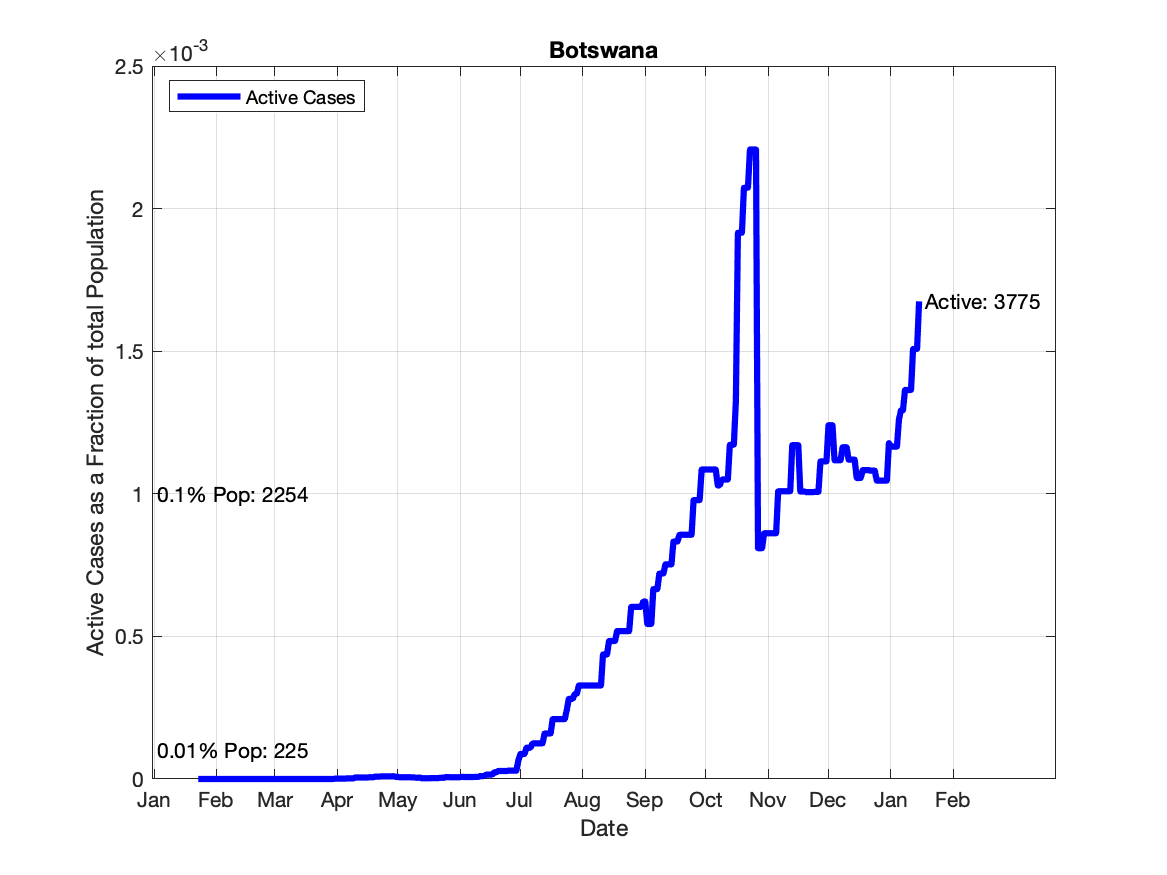 Botswana
×10-3
2.5
2
1.5
1
0.5
0
Active Cases as a Fraction of total Population
Active Cases
Active: 3775
0.1% Pop: 2254
0.01% Pop: 225
Jan Feb Mar Apr May Jun Jul Aug Sep Oct Nov Dec Jan Feb
Date